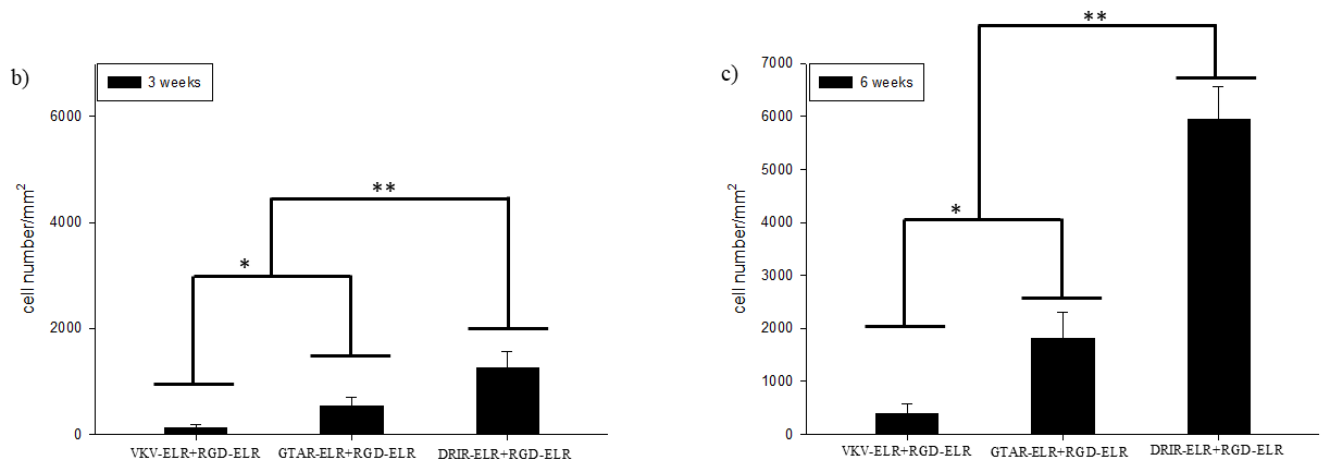 b)
3 weeks
6000
4000
2000
0
cell number/mm²
*
**
VKV-ELR+RGD-ELR GTAR-ELR+RGD-ELR DRIR-ELR+RGD-ELR
c)
6 weeks
7000
6000
5000
4000
3000
2000
1000
0
cell number/mm²
*
**
VKV-ELR+RGD-ELR GTAR-ELR+RGD-ELR DRIR-ELR+RGD-ELR